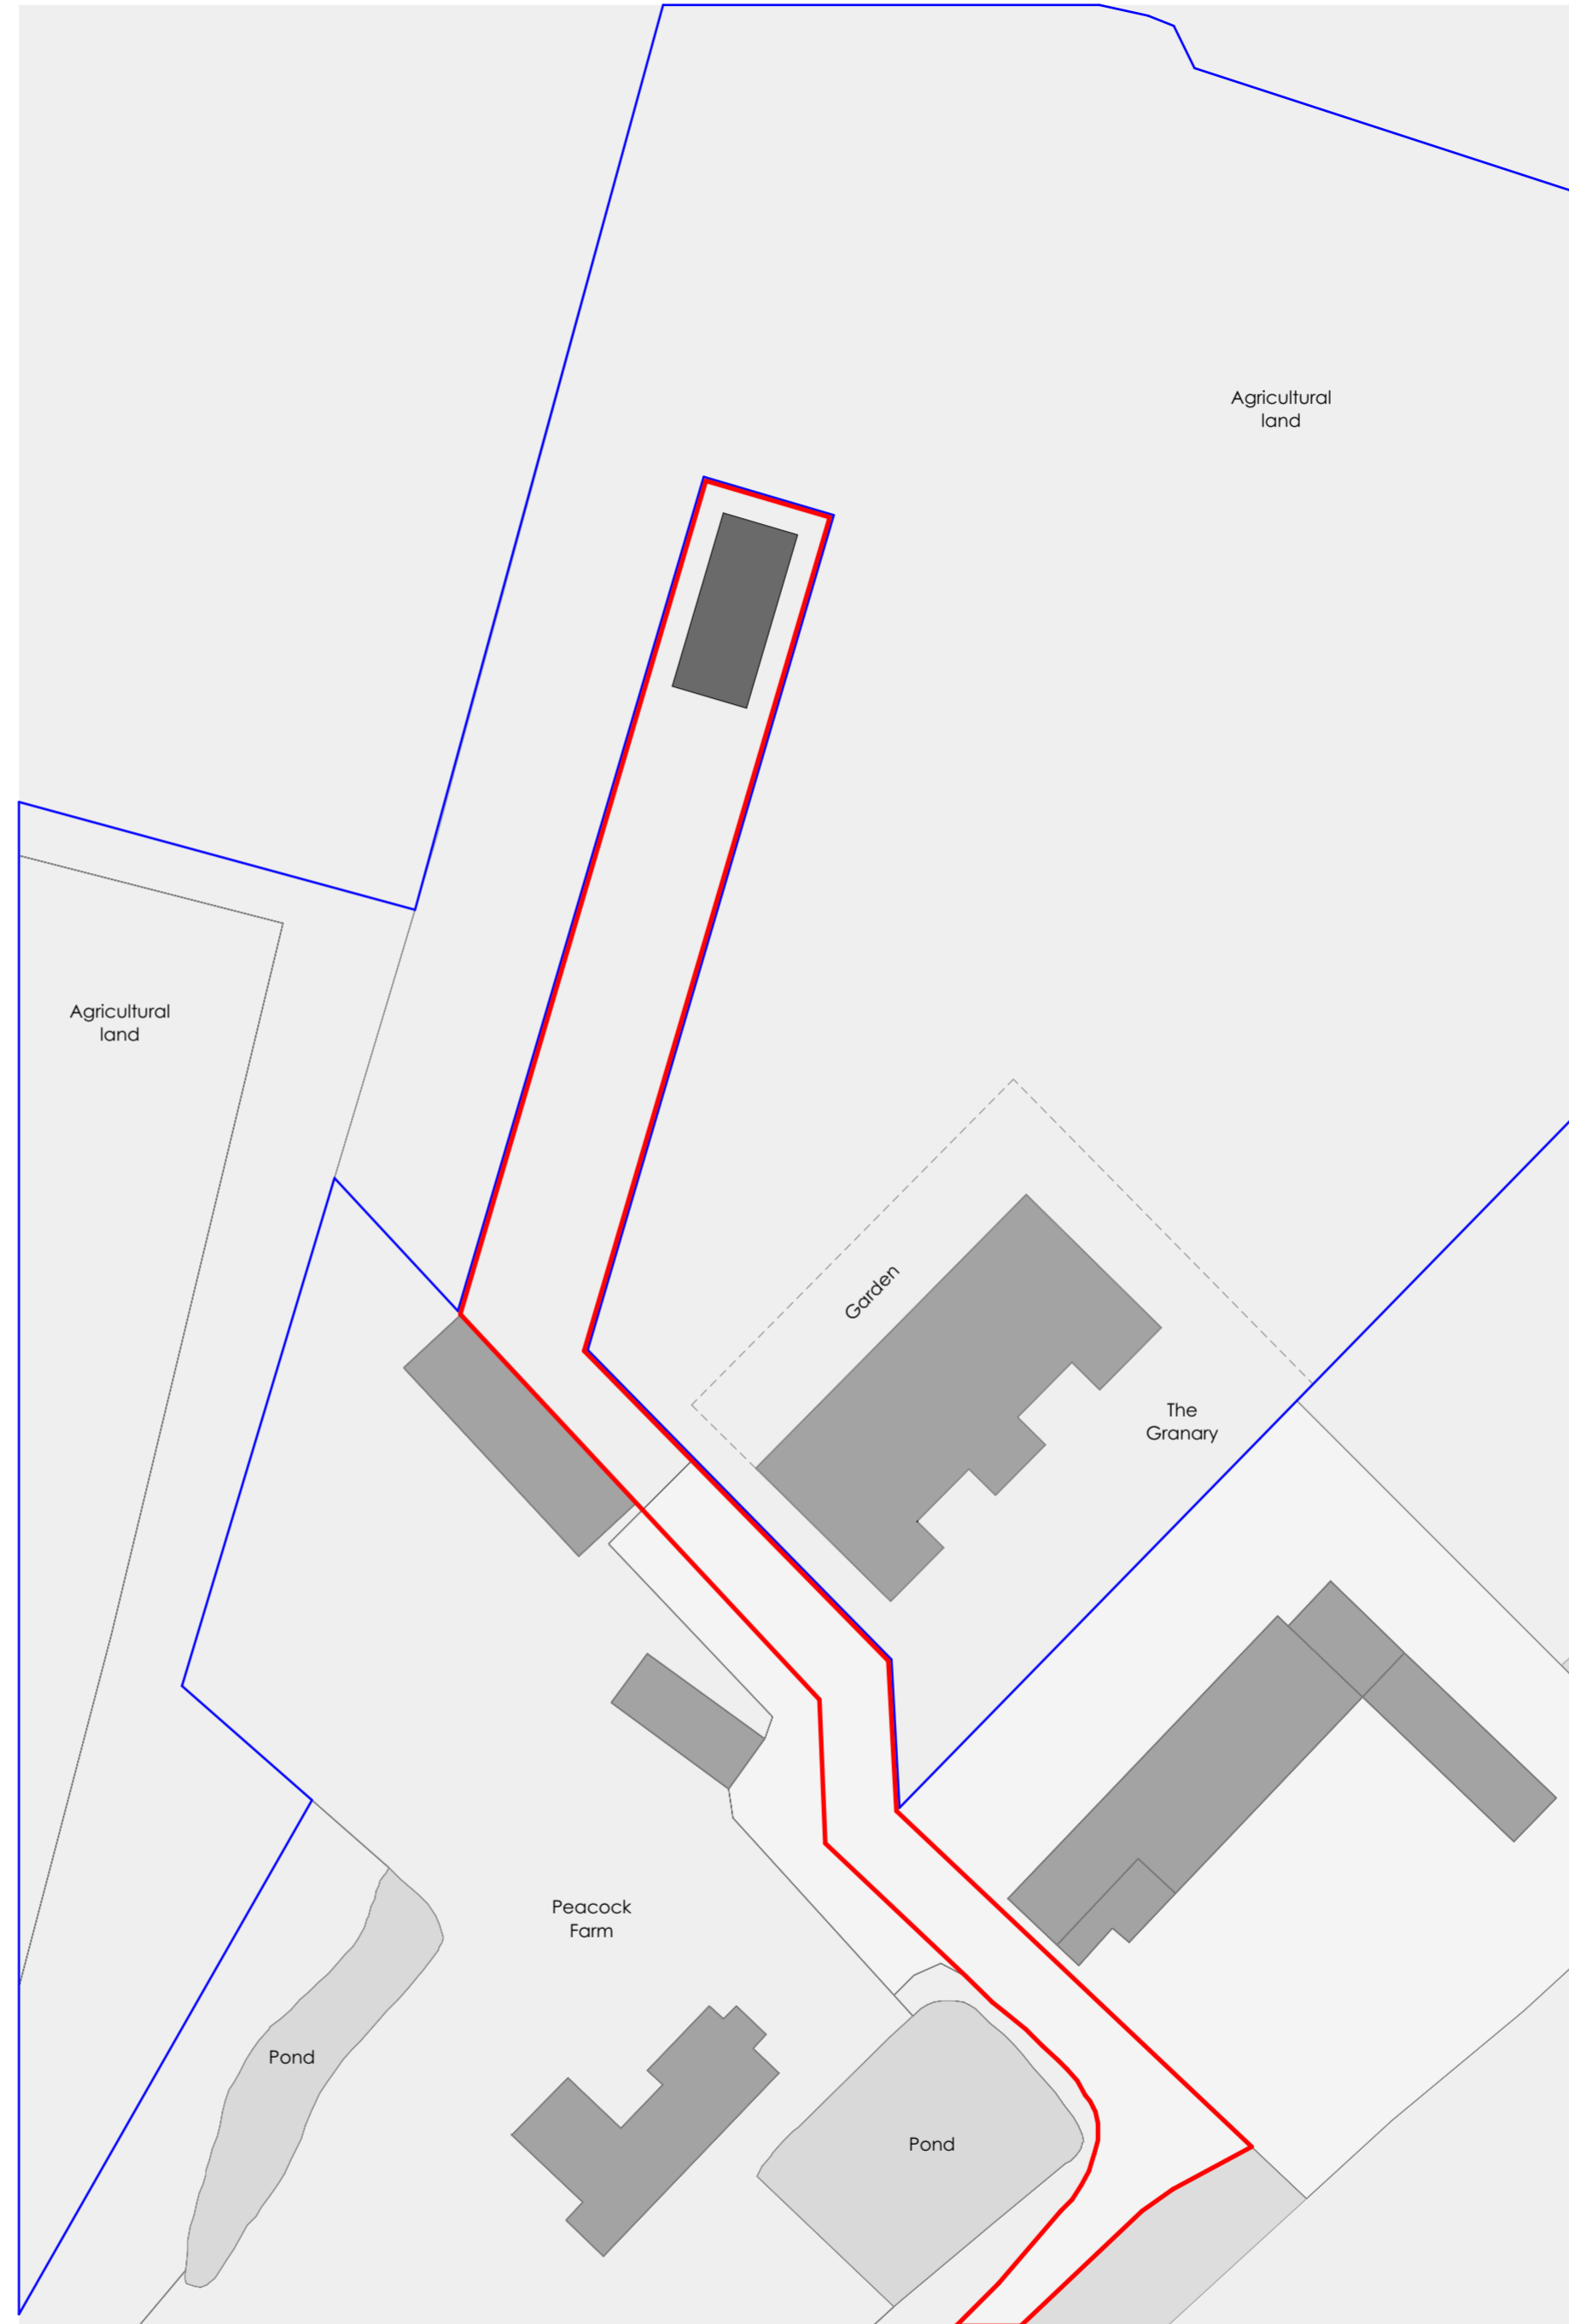 Agricultural
land
Agricultural
land
Garden
The
Granary
Peacock
Farm
Pond
Pond